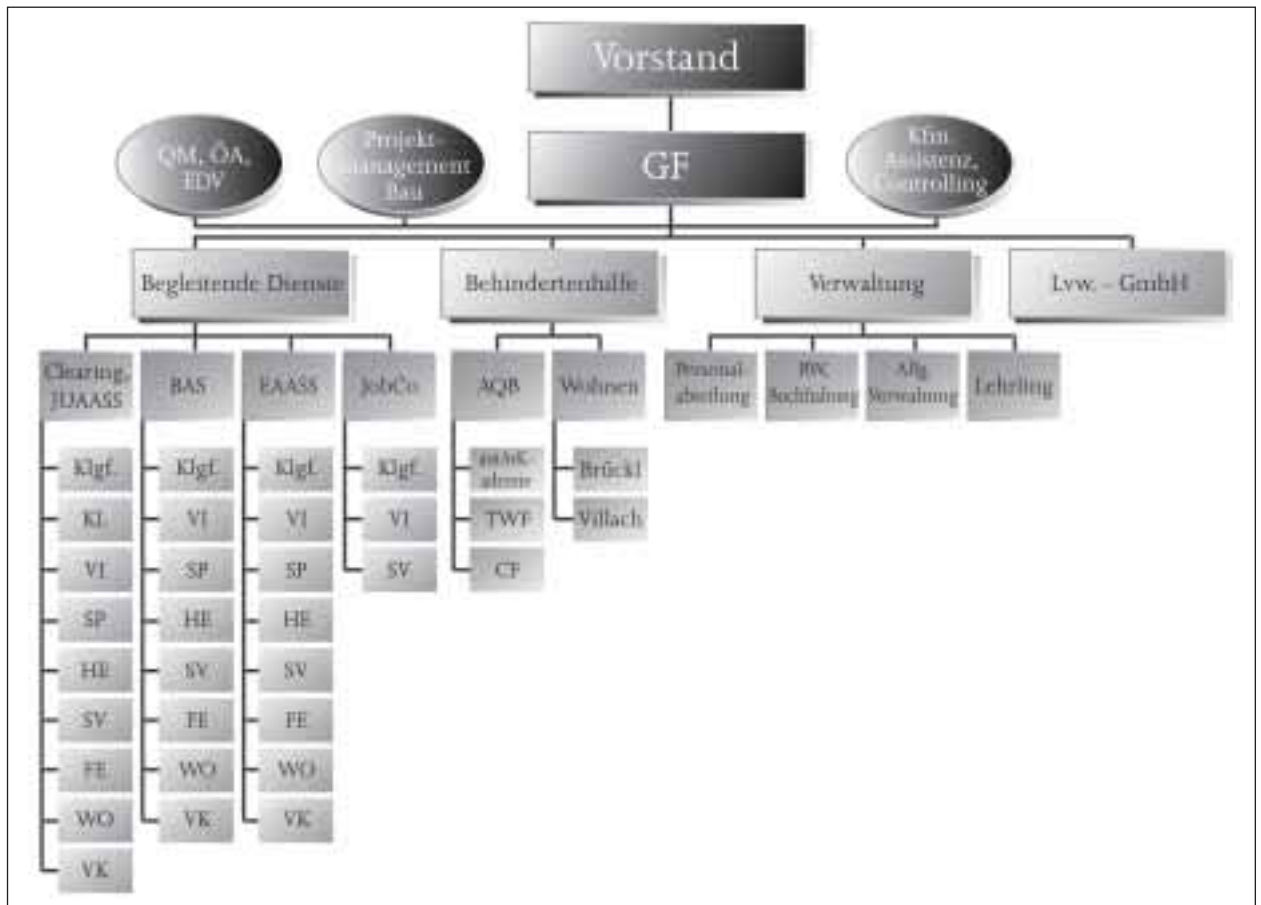 Vorstand
GF
QM, ÖA,
EDV
Projekt-
management
Bau
Kfm.
Assistenz,
Controlling
Begleitende Dienste
Behindertenhilfe
Verwaltung
Lvw. – GmbH
Clearing,
JUAASS
BAS
EAASS
JobCo
AQB
Wohnen
Personal-
abteilung
Buchhaltung
Allg.
Verwaltung
Lehrling
Klgf.
KL
VI
SP
HE
SV
FE
WO
VK
Klgf.
VI
SP
HE
SV
FE
WO
VK
Klgf.
VI
SP
HE
SV
FE
WO
VK
Klgf.
VI
SV
TWF
CF
Brückl
Villach